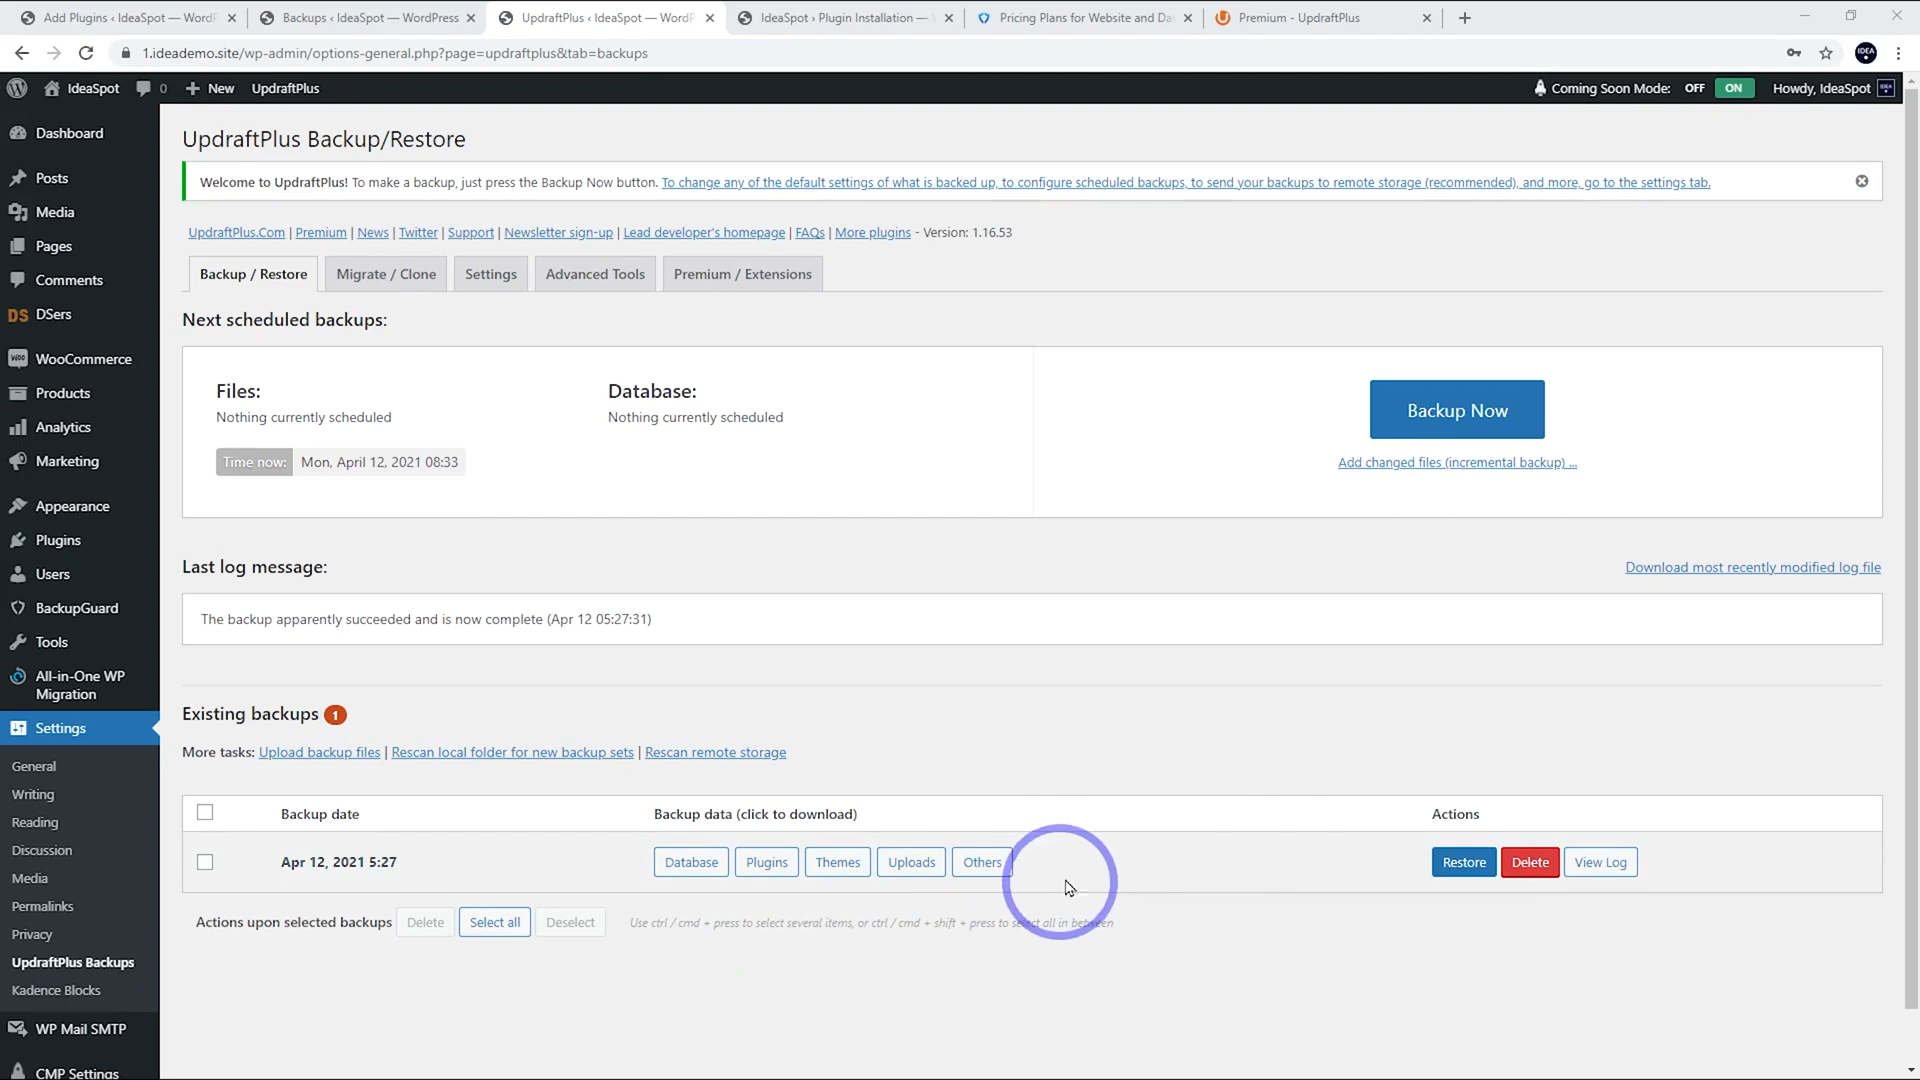 Add Plugins ‹ IdeaSpot — WordPr
Backups ‹ IdeaSpot — WordPress
UpdraftPlus ‹ IdeaSpot — WordPr
IdeaSpot › Plugin Installation —
Pricing Plans for Website and Da
Premium - UpdraftPlus
1.ideademo.site/wp-admin/options-general.php?page=updraftplus&tab=backups
IDEA
IdeaSpot
0
New
UpdraftPlus
Coming Soon Mode:
OFF
ON
Howdy, IdeaSpot
Dashboard
Posts
Media
Pages
Comments
DS
DSers
Woo
WooCommerce
Products
Analytics
Marketing
Appearance
Plugins
Users
BackupGuard
Tools
All-in-One WP
Migration
Settings
General
Writing
Reading
Discussion
Media
Permalinks
Privacy
UpdraftPlus Backups
Kadence Blocks
WP Mail SMTP
CMP Settings
UpdraftPlus Backup/Restore
Welcome to UpdraftPlus! To make a backup, just press the Backup Now button. To change any of the default settings of what is backed up, to configure scheduled backups, to send your backups to remote storage (recommended), and more, go to the settings tab.
UpdraftPlus.Com | Premium | News | Twitter | Support | Newsletter sign-up | Lead developer's homepage | FAQs | More plugins - Version: 1.16.53
Backup / Restore
Migrate / Clone
Settings
Advanced Tools
Premium / Extensions
Next scheduled backups:
Files:
Nothing currently scheduled
Database:
Nothing currently scheduled
Time now: Mon, April 12, 2021 08:33
Backup Now
Add changed files (incremental backup) ...
Last log message:
Download most recently modified log file
The backup apparently succeeded and is now complete (Apr 12 05:27:31)
Existing backups 1
More tasks: Upload backup files | Rescan local folder for new backup sets | Rescan remote storage
Backup date
Backup data (click to download)
Actions
Apr 12, 2021 5:27
Database
Plugins
Themes
Uploads
Others
Restore
Delete
View Log
Actions upon selected backups
Delete
Select all
Deselect
Use ctrl / cmd + press to select several items, or ctrl / cmd + shift + press to select all in between